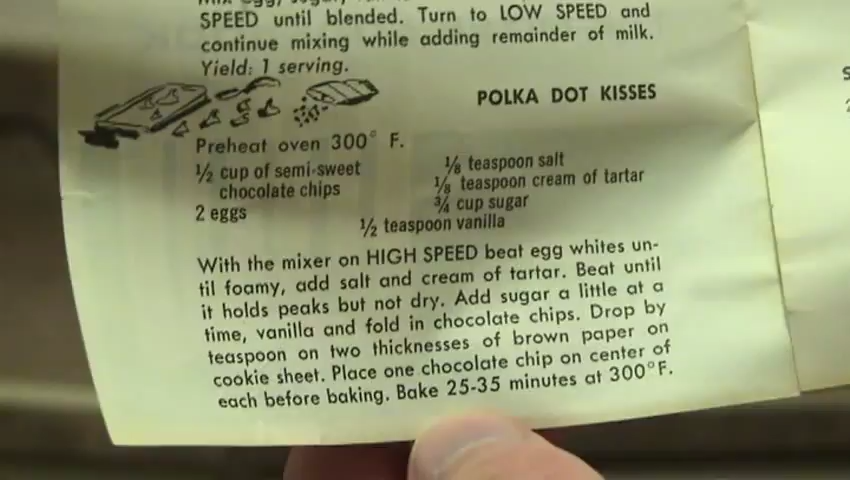 SPEED until blended. Turn to LOW SPEED and
continue mixing while adding remainder of milk.
Yield: 1 serving.
POLKA DOT KISSES
Preheat oven 300° F.
½ cup of semi-sweet
chocolate chips
2 eggs
⅛ teaspoon salt
⅛ teaspoon cream of tartar
¾ cup sugar
½ teaspoon vanilla
With the mixer on HIGH SPEED beat egg whites un-
til foamy, add salt and cream of tartar. Beat until
it holds peaks but not dry. Add sugar a little at a
time, vanilla and fold in chocolate chips. Drop by
teaspoon on two thicknesses of brown paper on
cookie sheet. Place one chocolate chip on center of
each before baking. Bake 25-35 minutes at 300°F.